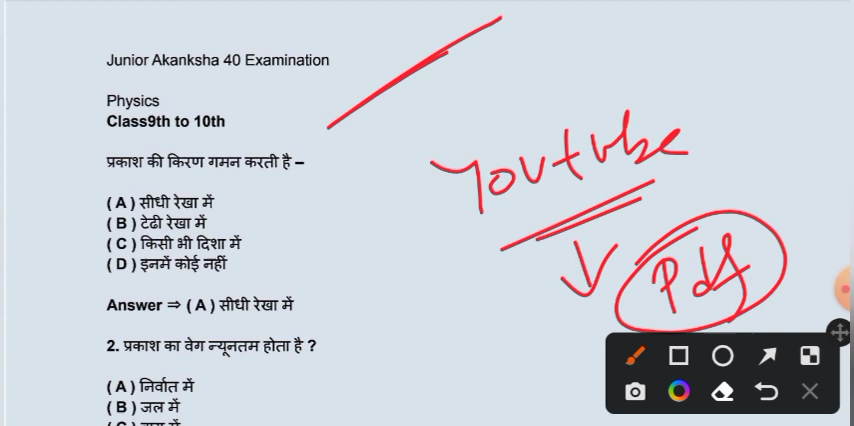 Junior Akanksha 40 Examination
Physics
Class9th to 10th
प्रकाश की किरण गमन करती है –
( A ) सीधी रेखा में
( B ) टेढी रेखा में
( C ) किसी भी दिशा में
( D ) इनमें कोई नहीं
Answer ⇒ ( A ) सीधी रेखा में
2. प्रकाश का वेग न्यूनतम होता है ?
( A ) निर्वात में
( B ) जल में
Youtube
Pdf